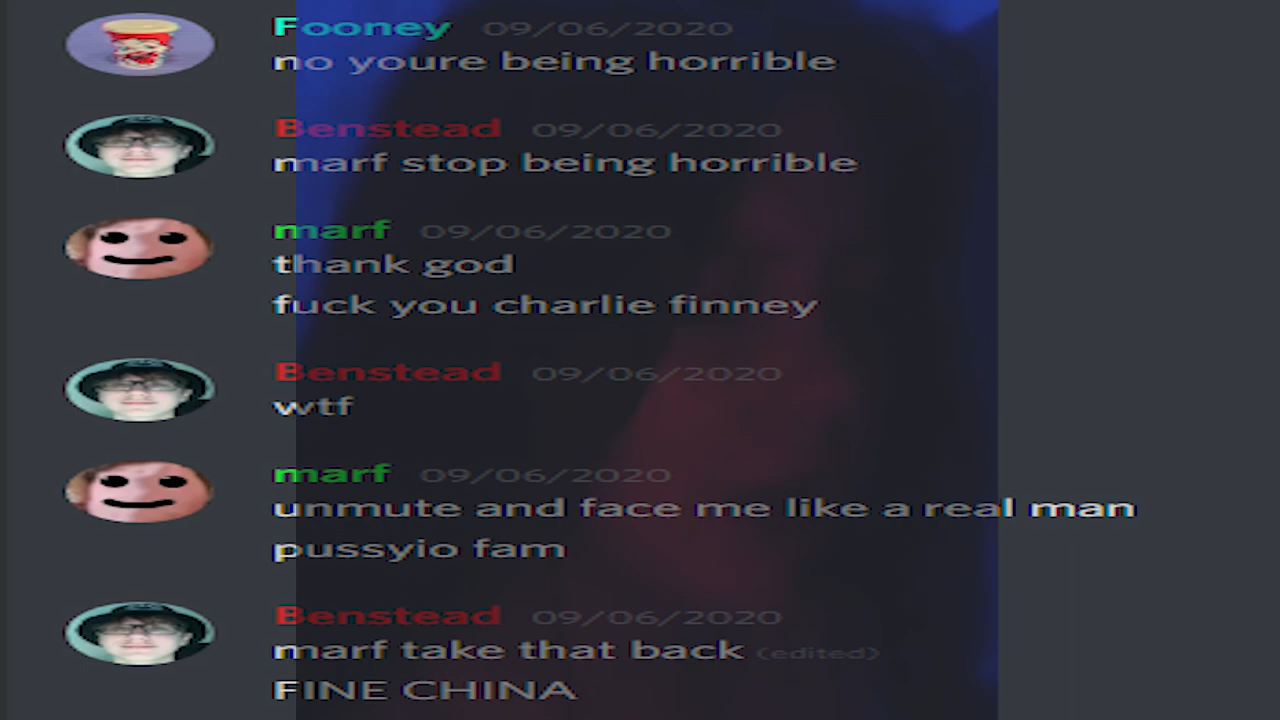 Fooney 09/06/2020
no youre being horrible
Benstead 09/06/2020
marf stop being horrible
marf 09/06/2020
thank god
fuck you charlie finney
Benstead 09/06/2020
wtf
marf 09/06/2020
unmute and face me like a real man
pussyio fam
Benstead 09/06/2020
marf take that back (edited)
FINE CHINA